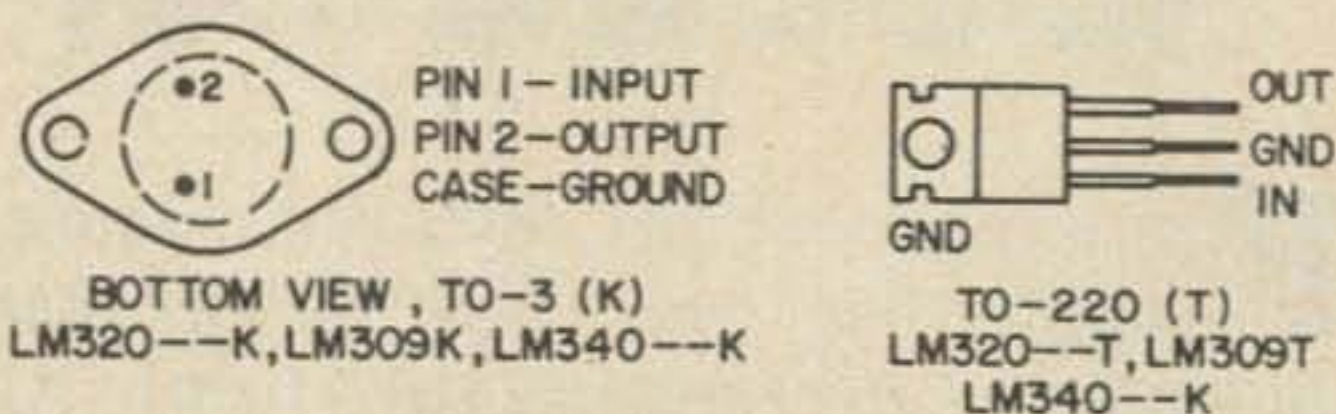 2
1
PIN 1 – INPUT
PIN 2 – OUTPUT
CASE – GROUND
BOTTOM VIEW , TO-3 (K)
LM320--K, LM309K, LM340--K
OUT
GND
IN
GND
TO-220 (T)
LM320--T, LM309T
LM340--K